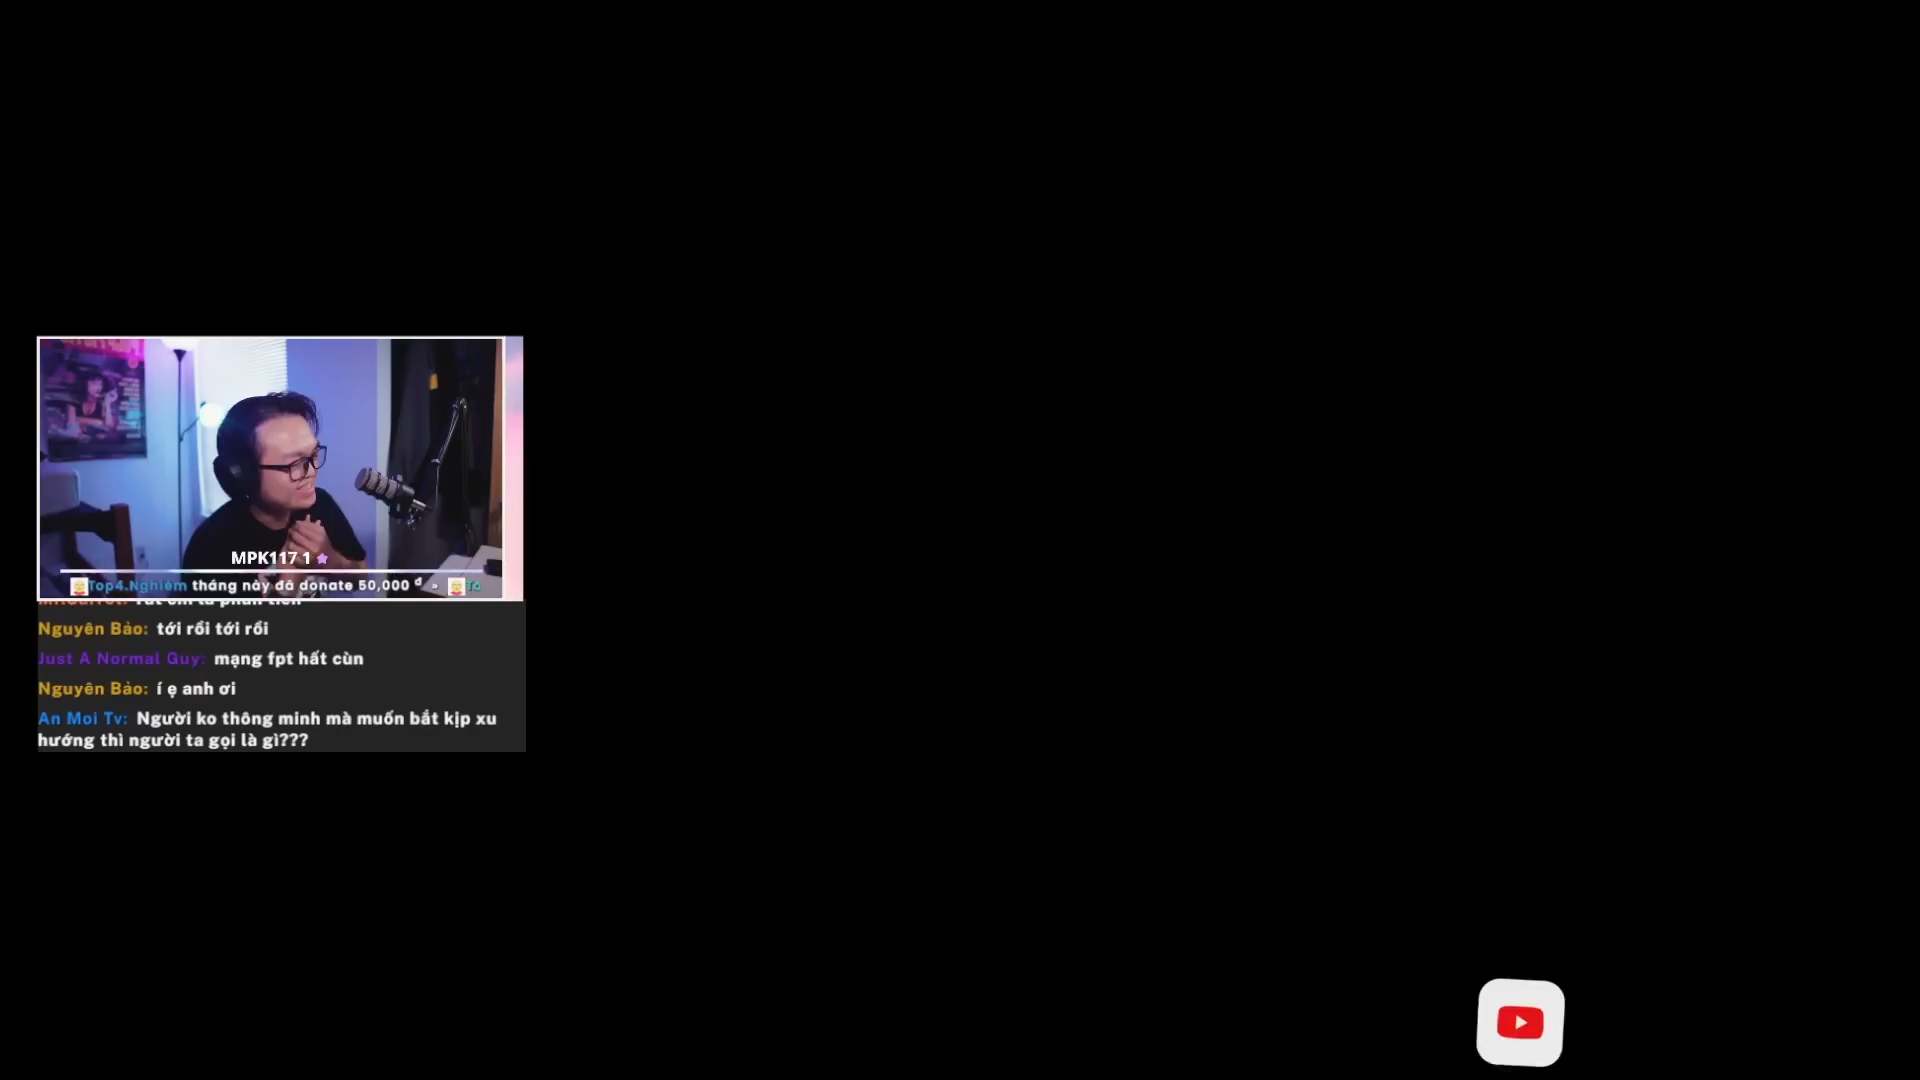 MPK117 1
Top4.Nghiêm tháng này đã donate 50,000 đ » To
Nguyên Bảo: tới rồi tới rồi
Just A Normal Guy: mạng fpt hất cùn
Nguyên Bảo: í ẹ anh ơi
An Moi Tv: Người ko thông minh mà muốn bắt kịp xu
hướng thì người ta gọi là gì???